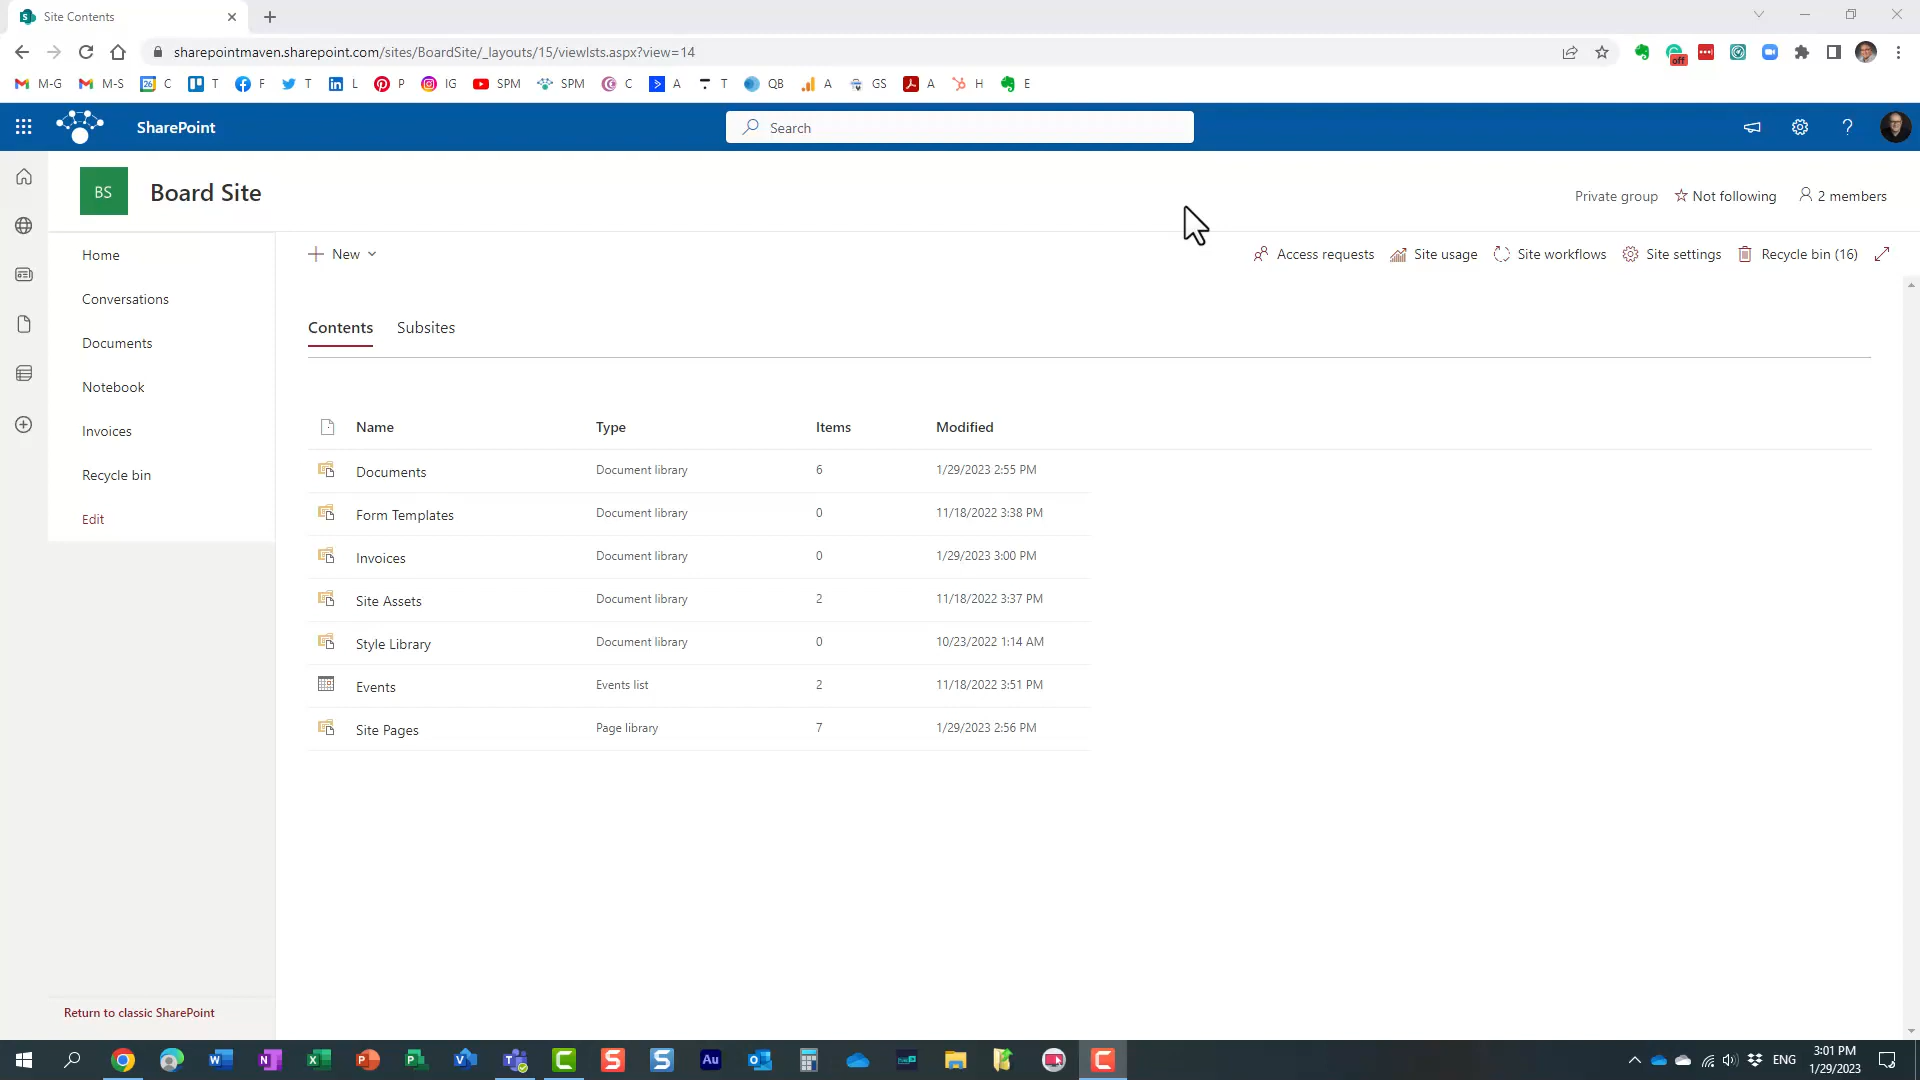 Site Contents
sharepointmaven.sharepoint.com/sites/BoardSite/_layouts/15/viewlsts.aspx?view=14
off
M-G M-S 26 C T F T L P IG SPM SPM C A T QB A GS A H E
SharePoint
Search
BS
Board Site
Private group
Not following
2 members
Home
Conversations
Documents
Notebook
Invoices
Recycle bin
Edit
New
Access requests
Site usage
Site workflows
Site settings
Recycle bin (16)
Contents Subsites
Name Type Items Modified
Documents Document library 6 1/29/2023 2:55 PM
Form Templates Document library 0 11/18/2022 3:38 PM
Invoices Document library 0 1/29/2023 3:00 PM
Site Assets Document library 2 11/18/2022 3:37 PM
Style Library Document library 0 10/23/2022 1:14 AM
Events Events list 2 11/18/2022 3:51 PM
Site Pages Page library 7 1/29/2023 2:56 PM
Return to classic SharePoint
Au
ENG
3:01 PM
1/29/2023